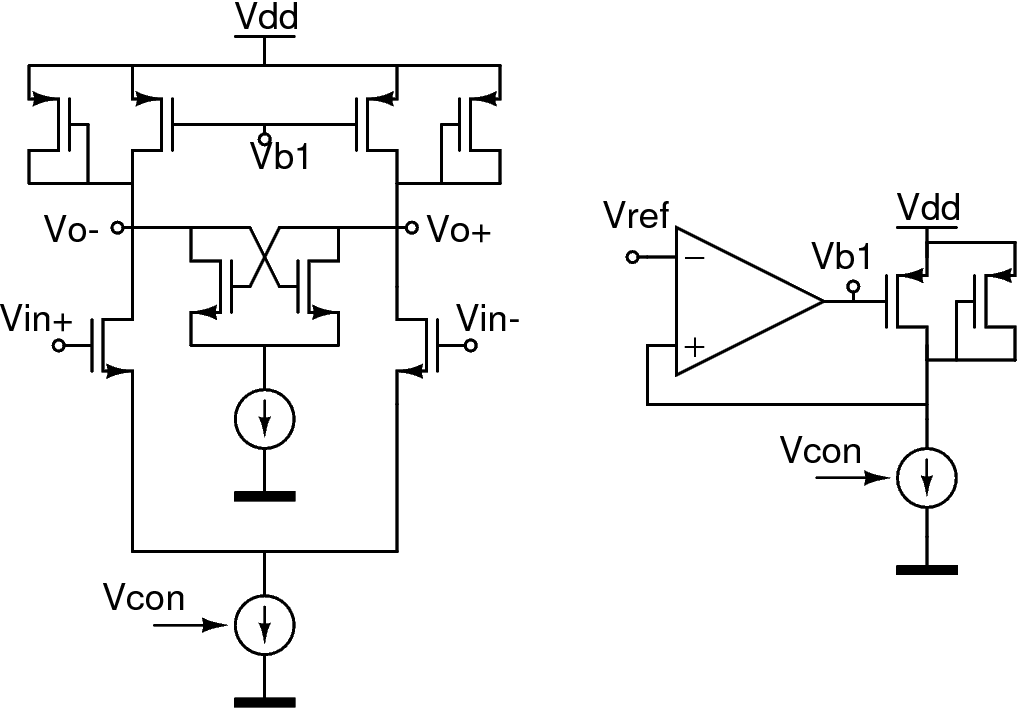 Vdd
Vb1
Vo-
Vo+
Vin+
Vin-
Vcon
Vref
Vdd
Vb1
−
+
Vcon